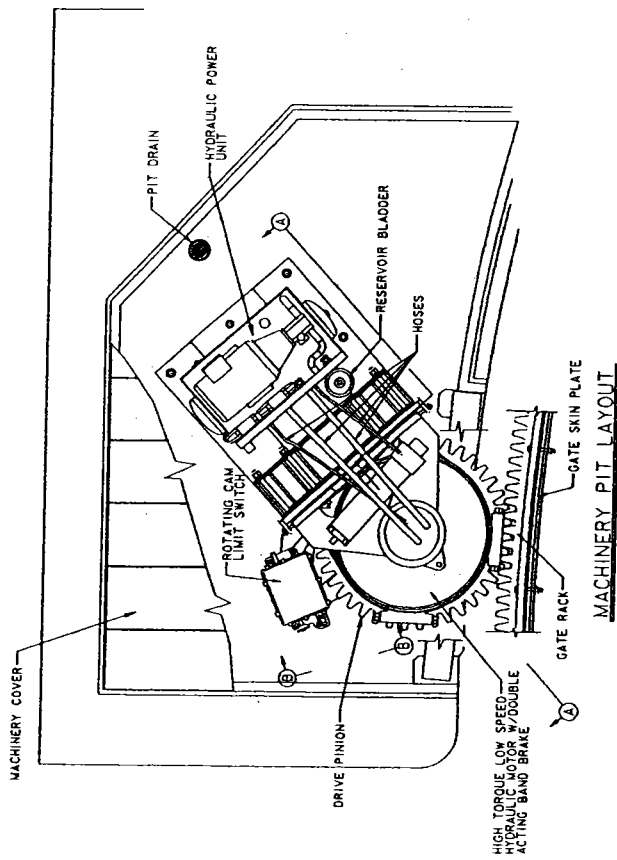 MACHINERY COVER
PIT DRAIN
HYDRAULIC POWER
UNIT
A
RESERVOIR BLADDER
HOSES
ROTATING CAM
LIMIT SWITCH
B
B
DRIVE PINION
HIGH TORQUE LOW SPEED
HYDRAULIC MOTOR W/DOUBLE
ACTING BAND BRAKE
A
GATE RACK
GATE SKIN PLATE
MACHINERY PIT LAYOUT